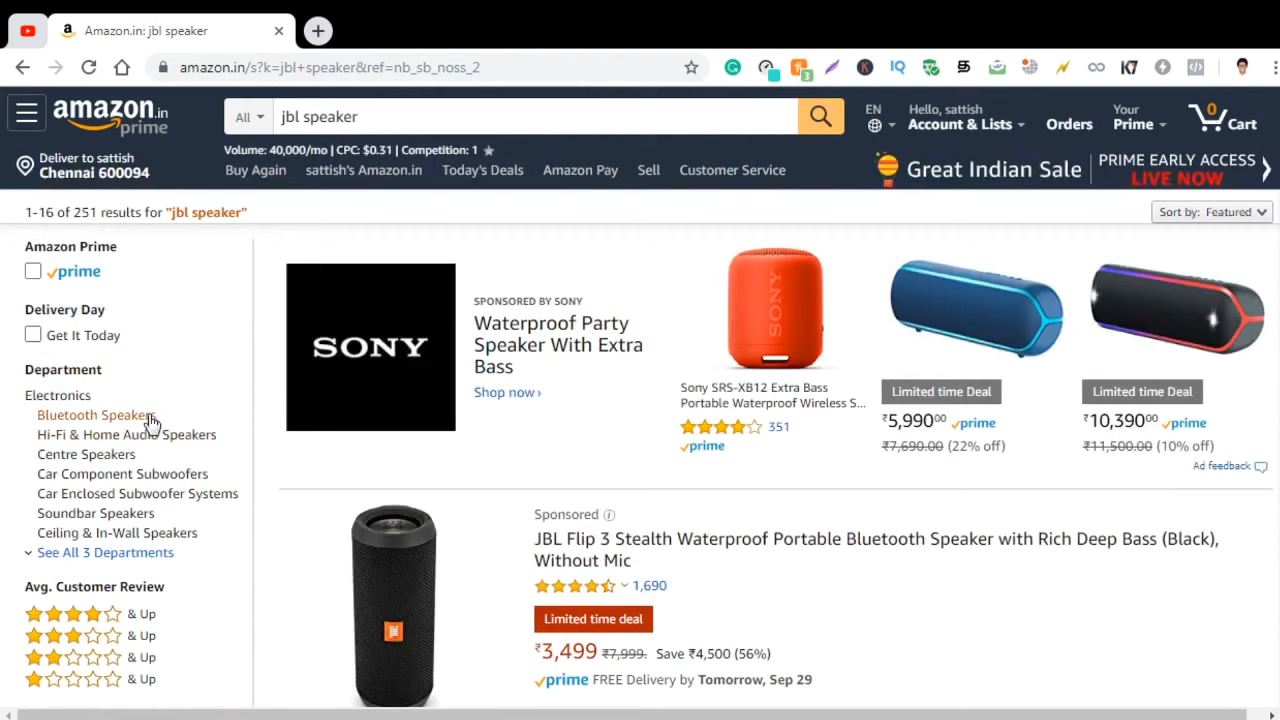 Amazon.in: jbl speaker
amazon.in/s?k=jbl+speaker&ref=nb_sb_noss_2
3
K
IQ
K7
amazon.in
prime
All
jbl speaker
EN
Hello, sattish
Account & Lists
Orders
Your
Prime
0
Cart
Deliver to sattish
Chennai 600094
Volume: 40,000/mo | CPC: $0.31 | Competition: 1
Buy Again
sattish's Amazon.in
Today's Deals
Amazon Pay
Sell
Customer Service
Great Indian Sale
PRIME EARLY ACCESS
LIVE NOW
1-16 of 251 results for "jbl speaker"
Sort by: Featured
Amazon Prime
prime
Delivery Day
Get It Today
Department
Electronics
Bluetooth Speakers
Hi-Fi & Home Audio Speakers
Centre Speakers
Car Component Subwoofers
Car Enclosed Subwoofer Systems
Soundbar Speakers
Ceiling & In-Wall Speakers
See All 3 Departments
Avg. Customer Review
& Up
& Up
& Up
& Up
SONY
SPONSORED BY SONY
Waterproof Party
Speaker With Extra
Bass
Shop now ›
SONY
Sony SRS-XB12 Extra Bass
Portable Waterproof Wireless S...
351
prime
Limited time Deal
₹5,990⁰⁰ prime
₹7,690.00 (22% off)
Limited time Deal
₹10,390⁰⁰ prime
₹11,500.00 (10% off)
Ad feedback
Sponsored
JBL Flip 3 Stealth Waterproof Portable Bluetooth Speaker with Rich Deep Bass (Black),
Without Mic
1,690
Limited time deal
₹3,499 ₹7,999. Save ₹4,500 (56%)
prime FREE Delivery by Tomorrow, Sep 29
JBL